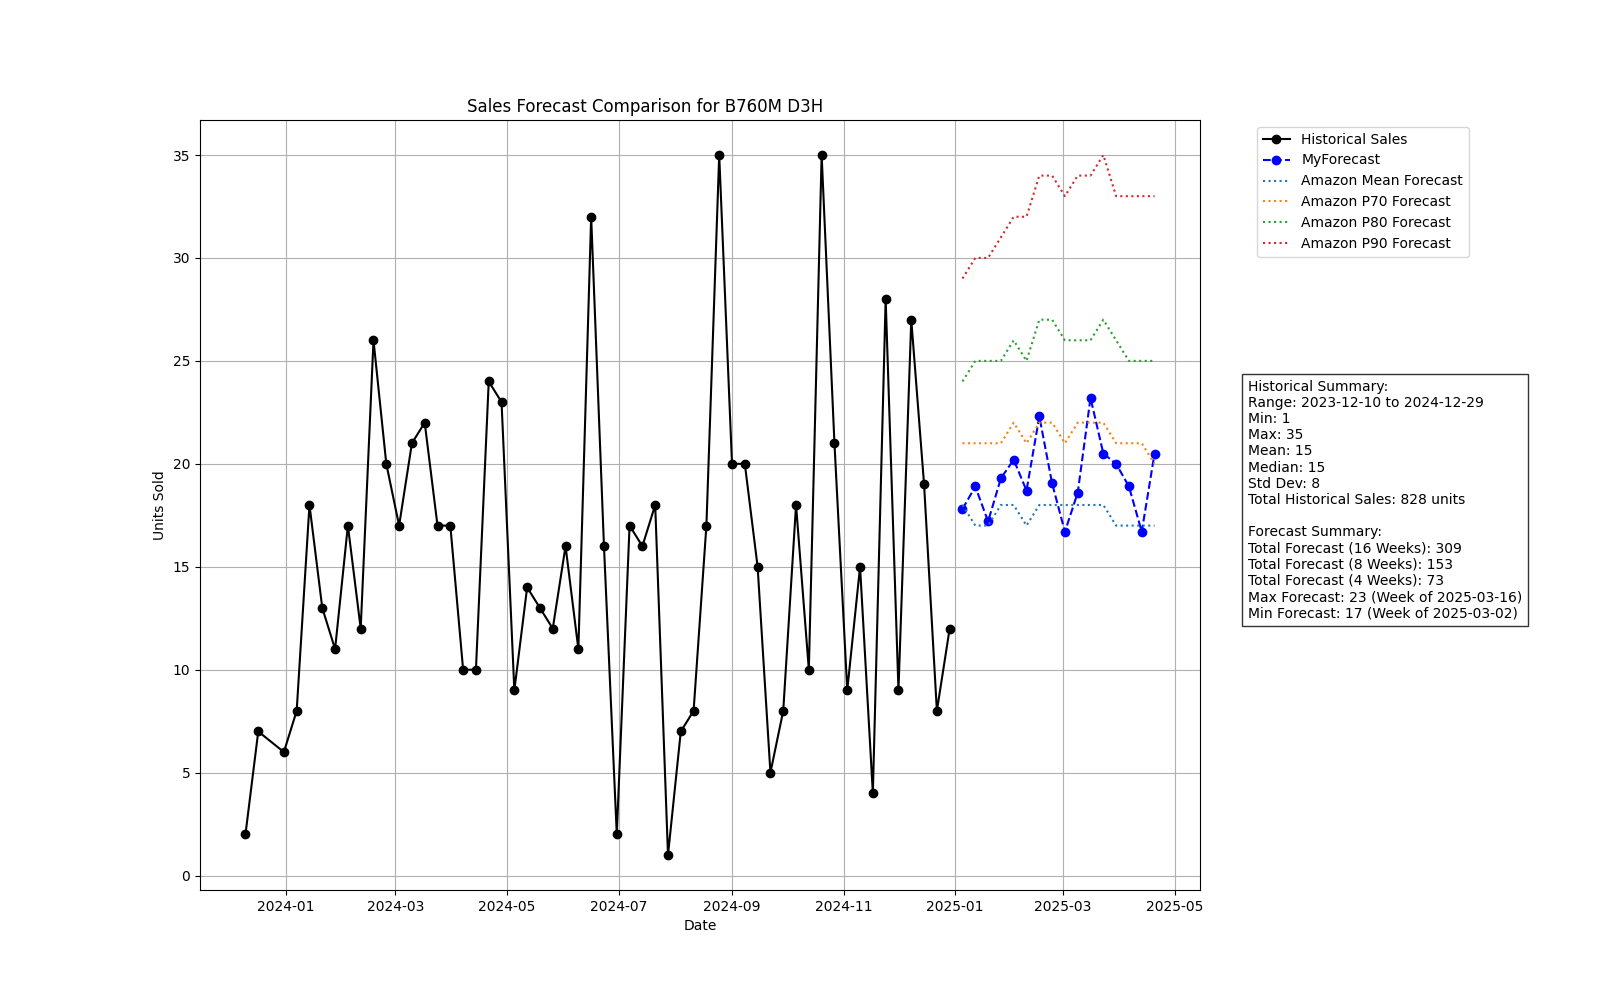 Sales Forecast Comparison for B760M D3H
Units Sold
35
30
25
20
15
10
5
0
2024-01
2024-03
2024-05
2024-07
2024-09
2024-11
2025-01
2025-03
2025-05
Date
Historical Sales
MyForecast
Amazon Mean Forecast
Amazon P70 Forecast
Amazon P80 Forecast
Amazon P90 Forecast
Historical Summary:
Range: 2023-12-10 to 2024-12-29
Min: 1
Max: 35
Mean: 15
Median: 15
Std Dev: 8
Total Historical Sales: 828 units
Forecast Summary:
Total Forecast (16 Weeks): 309
Total Forecast (8 Weeks): 153
Total Forecast (4 Weeks): 73
Max Forecast: 23 (Week of 2025-03-16)
Min Forecast: 17 (Week of 2025-03-02)